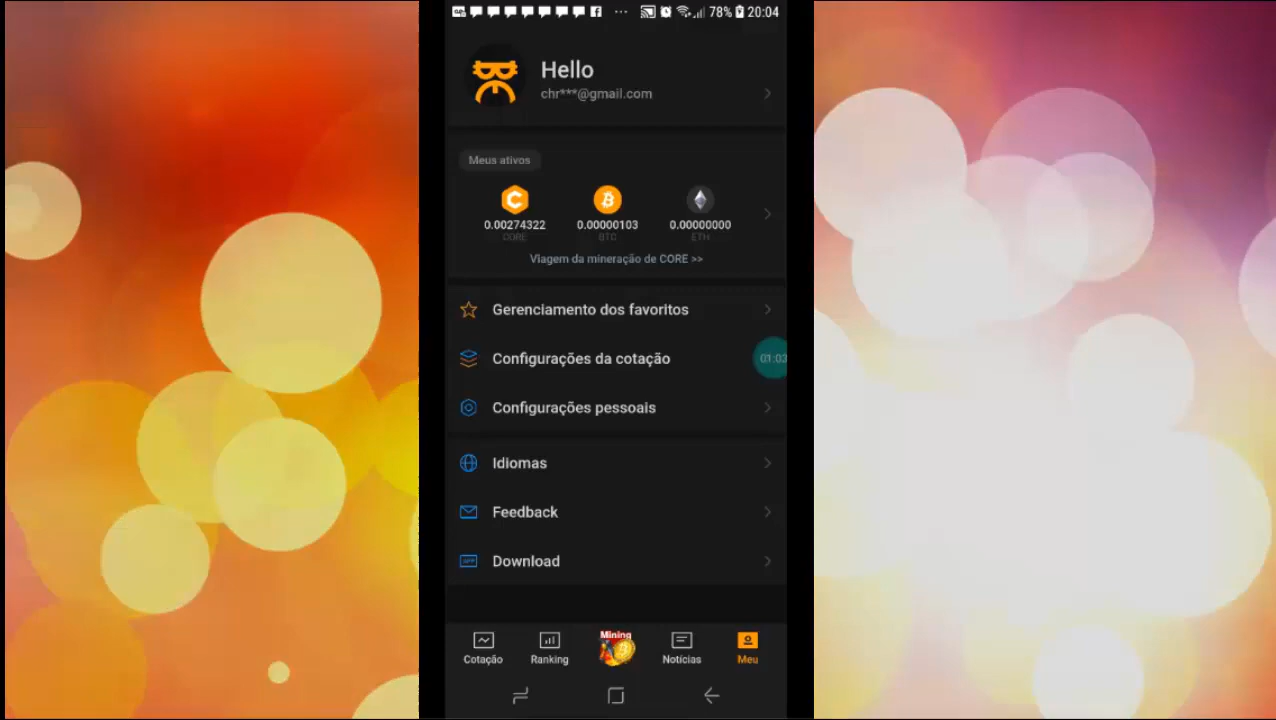 78% 20:04
Hello
chr***@gmail.com
Meus ativos
0.00274322 0.00000103 0.00000000
CORE BTC ETH
Viagem da mineração de CORE >>
Gerenciamento dos favoritos
Configurações da cotação
01:03
Configurações pessoais
Idiomas
Feedback
Download
Mining
Cotação Ranking Notícias Meu